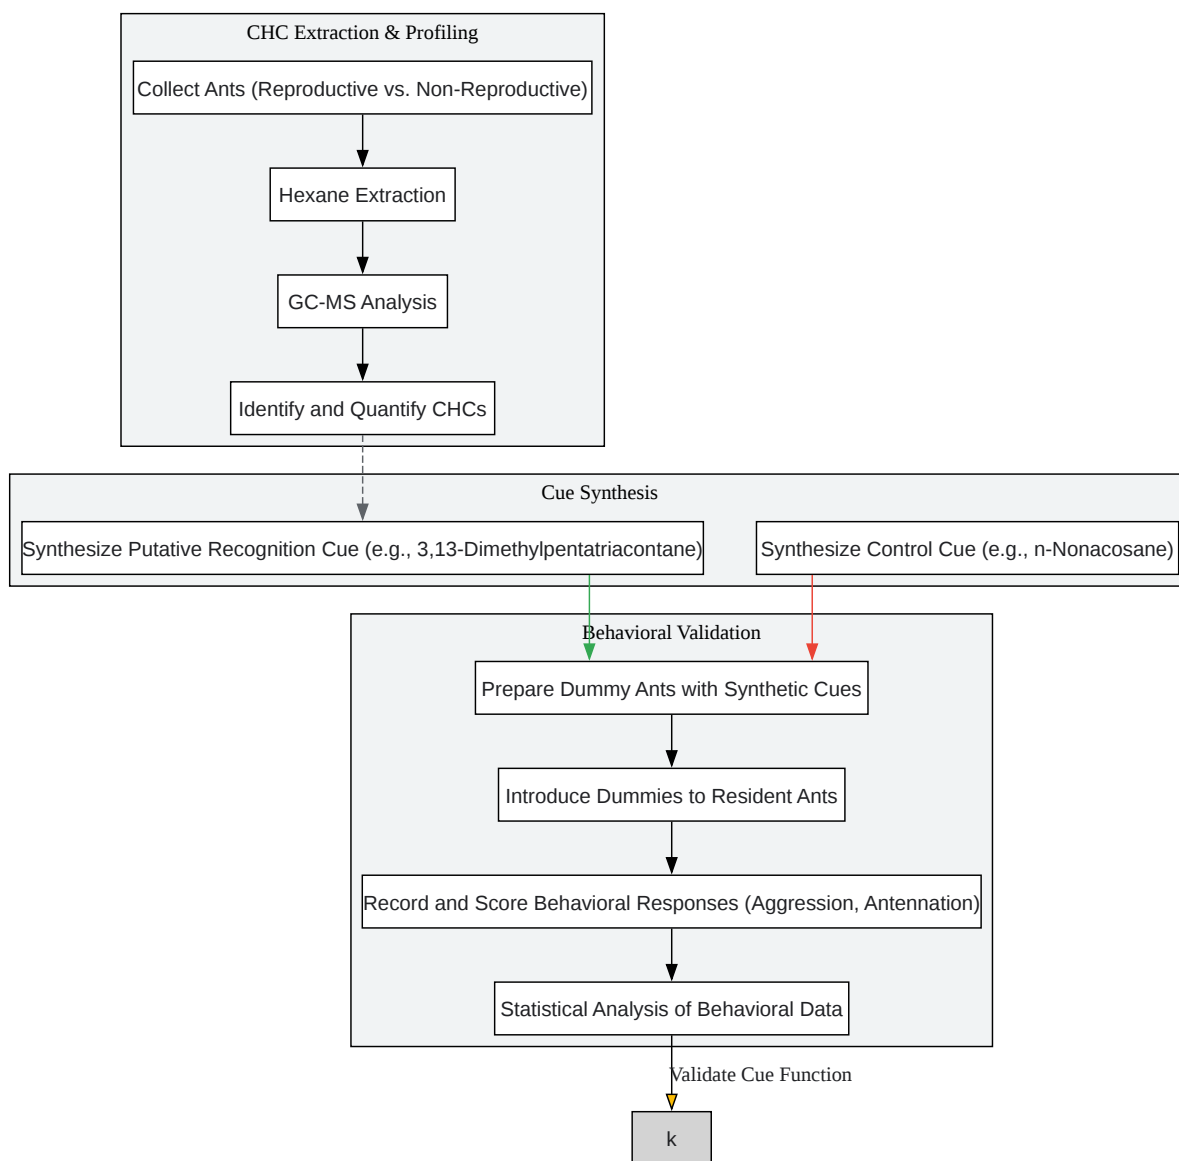 CHC Extraction & Profiling
Collect Ants (Reproductive vs. Non-Reproductive)
Hexane Extraction
GC-MS Analysis
Identify and Quantify CHCs
Cue Synthesis
Synthesize Putative Recognition Cue (e.g., 3,13-Dimethylpentatriacontane)
Synthesize Control Cue (e.g., n-Nonacosane)
Behavioral Validation
Prepare Dummy Ants with Synthetic Cues
Introduce Dummies to Resident Ants
Record and Score Behavioral Responses (Aggression, Antennation)
Statistical Analysis of Behavioral Data
Validate Cue Function
k